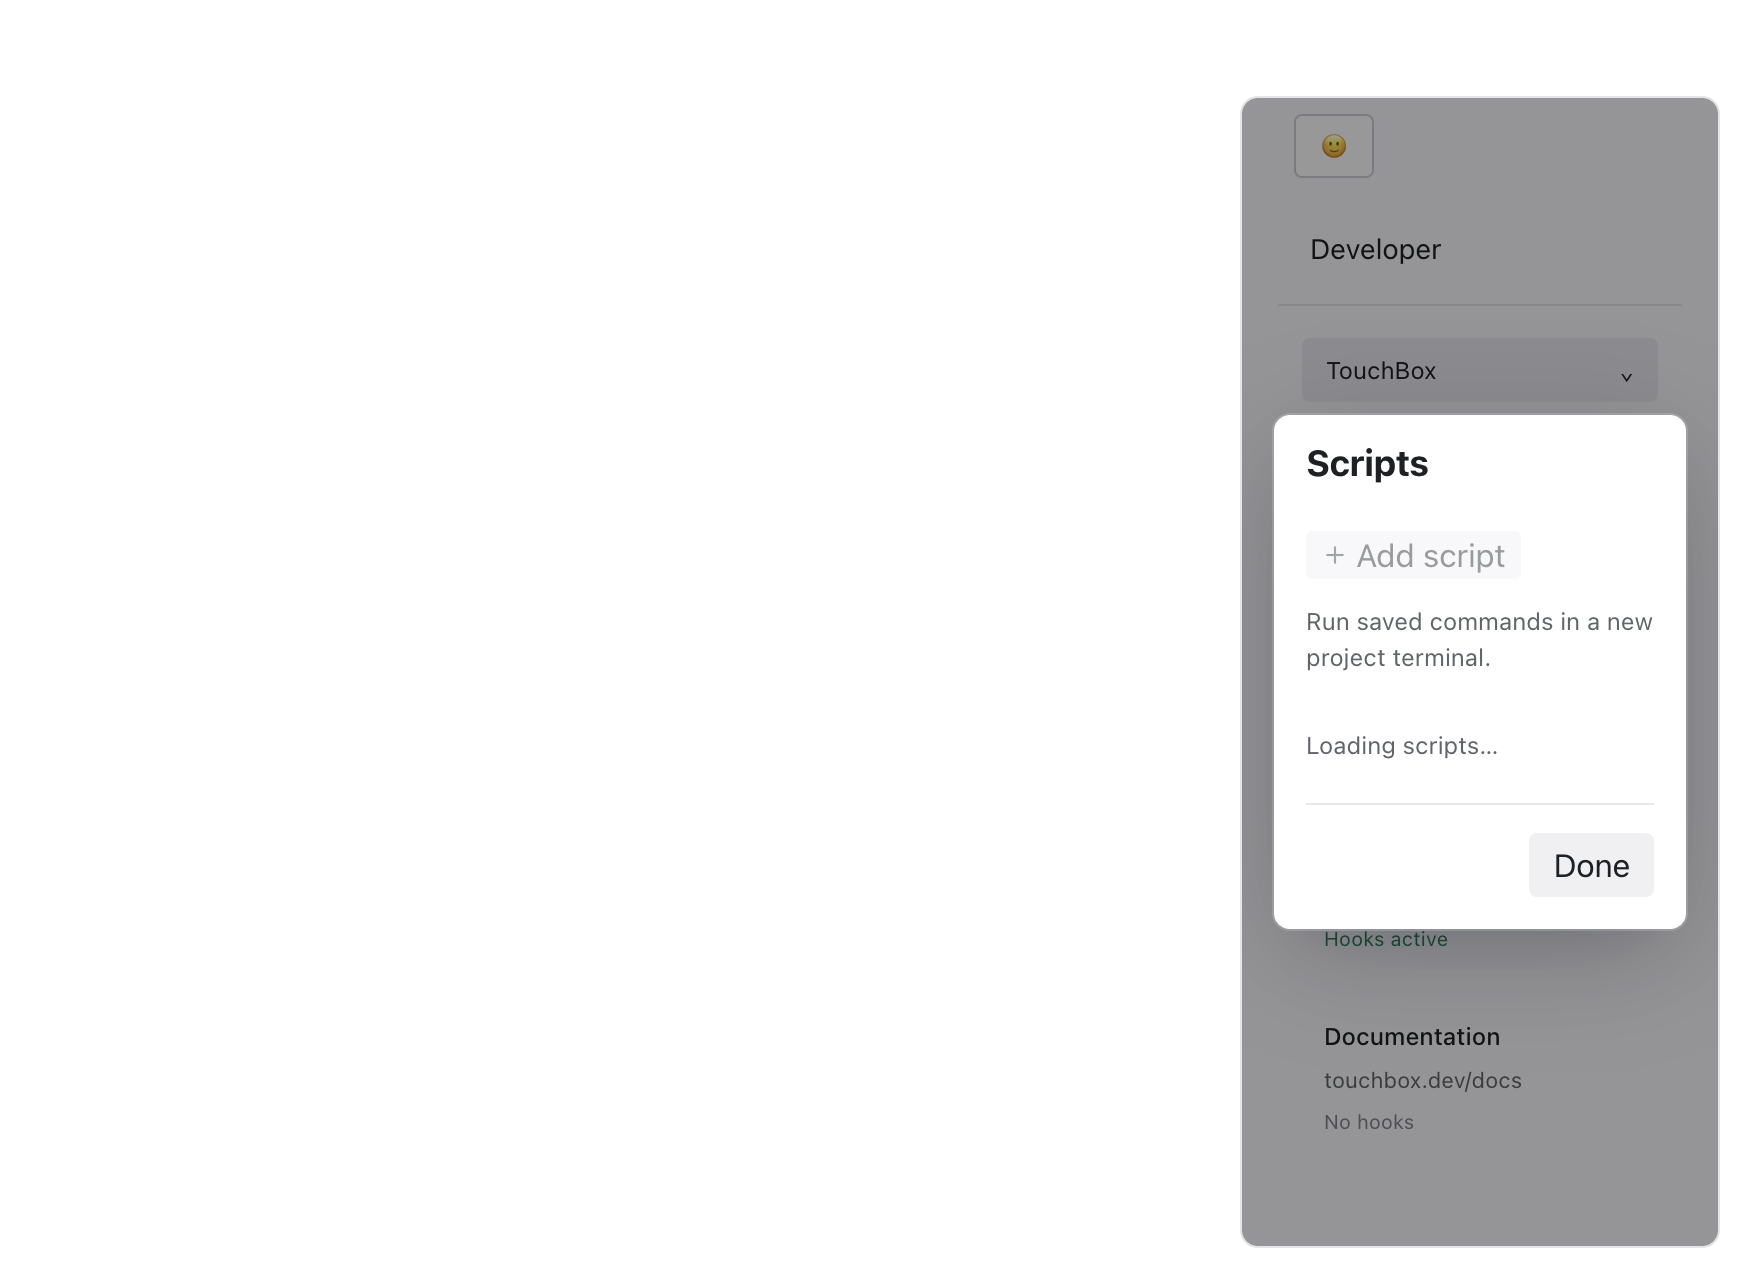 Developer
TouchBox
Scripts
+ Add script
Run saved commands in a new
project terminal.
Loading scripts...
Done
Hooks active
Documentation
touchbox.dev/docs
No hooks